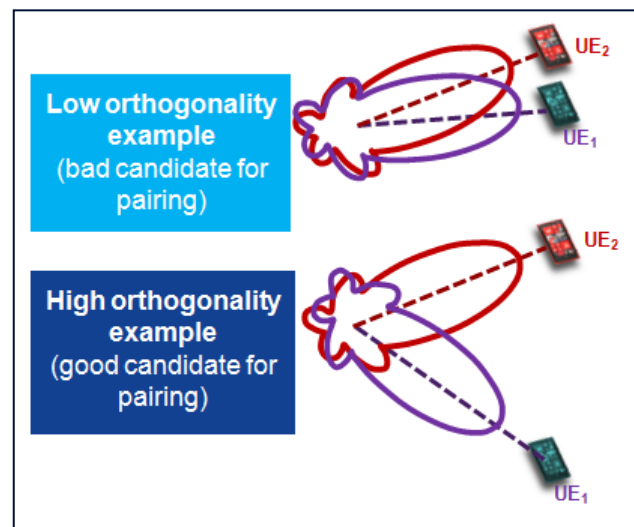 Low orthogonality
example
(bad candidate for
pairing)
UE2
UE1
High orthogonality
example
(good candidate for
pairing)
UE2
UE1